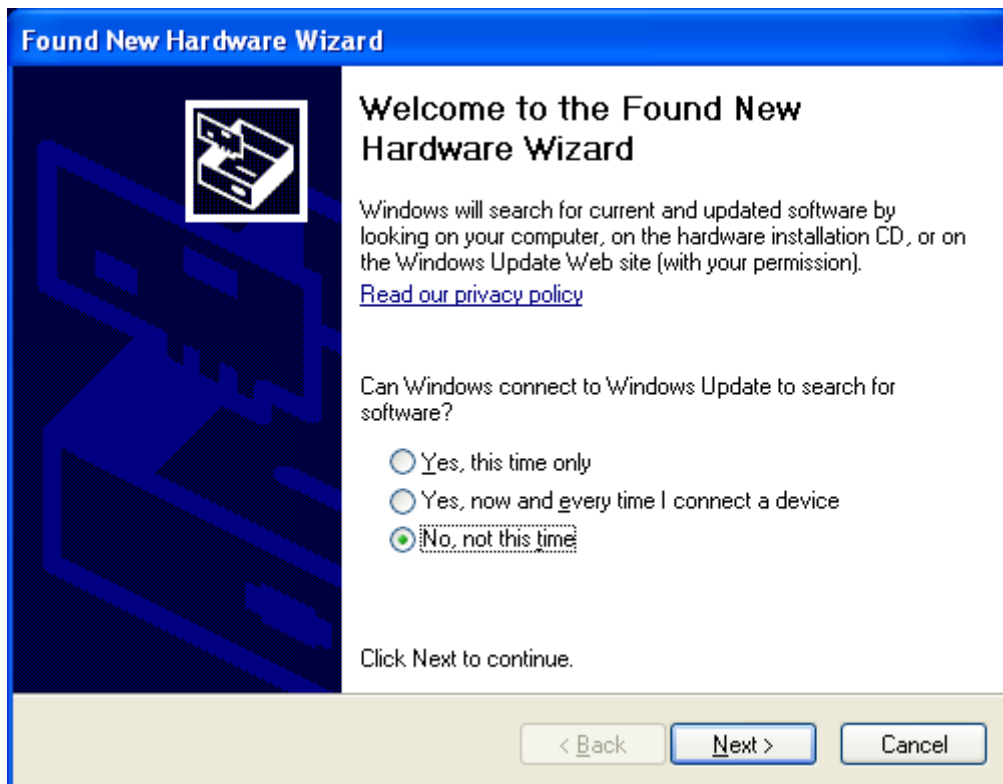 Found New Hardware Wizard
Welcome to the Found New
Hardware Wizard
Windows will search for current and updated software by
looking on your computer, on the hardware installation CD, or on
the Windows Update Web site (with your permission).
Read our privacy policy
Can Windows connect to Windows Update to search for
software?
Yes, this time only
Yes, now and every time I connect a device
No, not this time
Click Next to continue.
< Back Next > Cancel